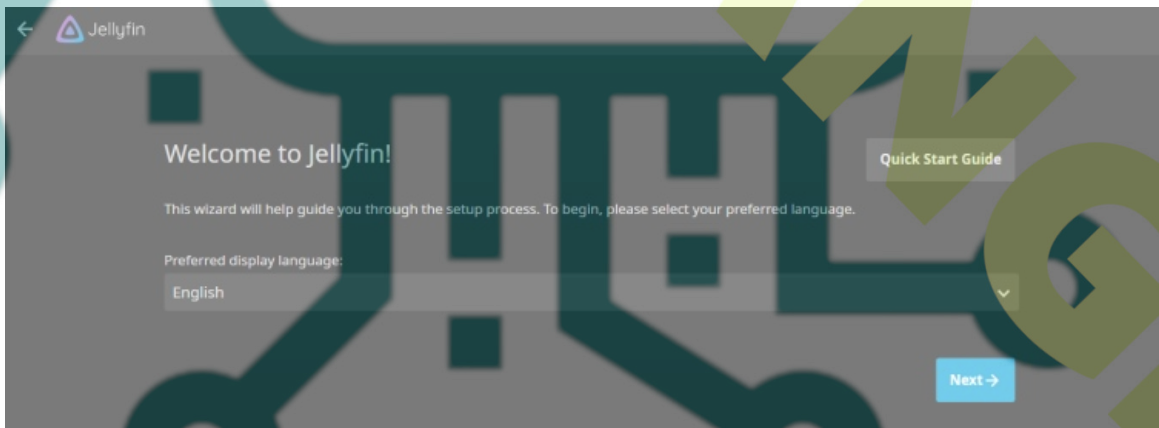 Jellyfin
Welcome to Jellyfin!
Quick Start Guide
This wizard will help guide you through the setup process. To begin, please select your preferred language.
Preferred display language:
English
Next →